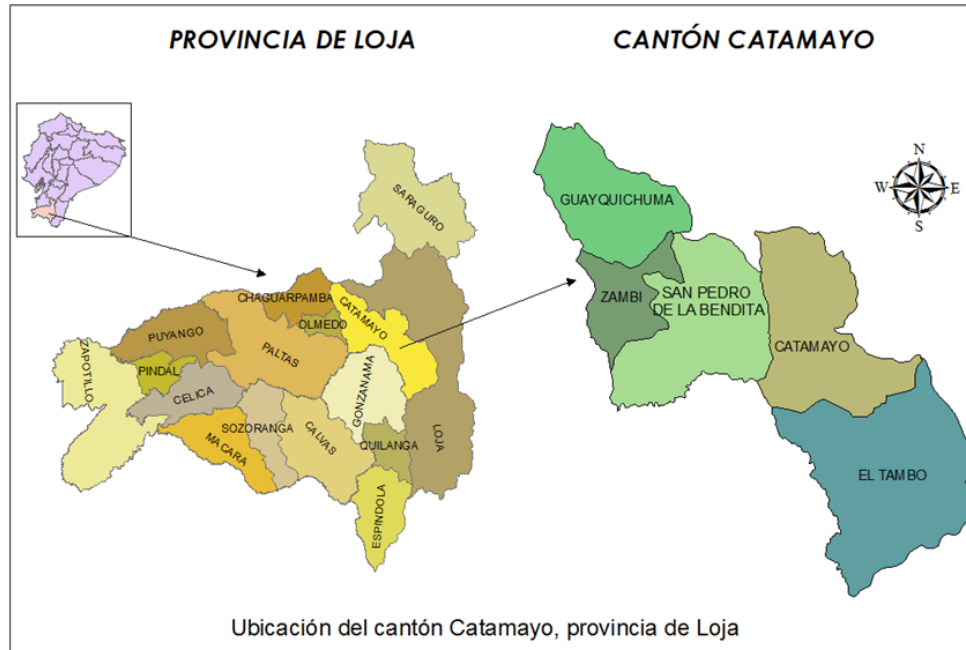 PROVINCIA DE LOJA
CANTÓN CATAMAYO
SARAGURO
CHAGUARPAMBA
CATAMAYO
OLMEDO
PUYANGO
PALTAS
ZAPOTILLO
PINDAL
CELICA
GONZANAMA
SOZORANGA
CALVAS
MACARA
QUILANGA
LOJA
ESPINDOLA
GUAYQUICHUMA
ZAMBI
SAN PEDRO
DE LA BENDITA
CATAMAYO
EL TAMBO
N
W
E
S
Ubicación del cantón Catamayo, provincia de Loja